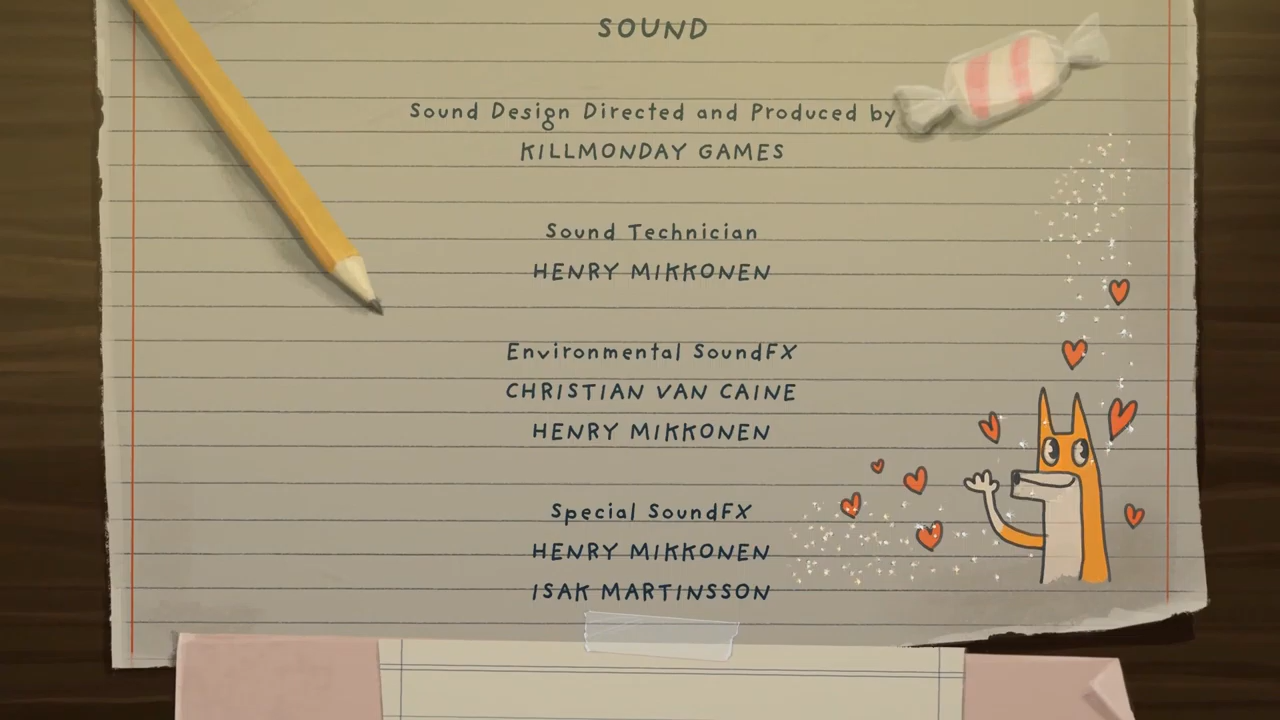 SOUND
Sound Design Directed and Produced by
KILLMONDAY GAMES
Sound Technician
HENRY MIKKONEN
Environmental SoundFX
CHRISTIAN VAN CAINE
HENRY MIKKONEN
Special SoundFX
HENRY MIKKONEN
ISAK MARTINSSON